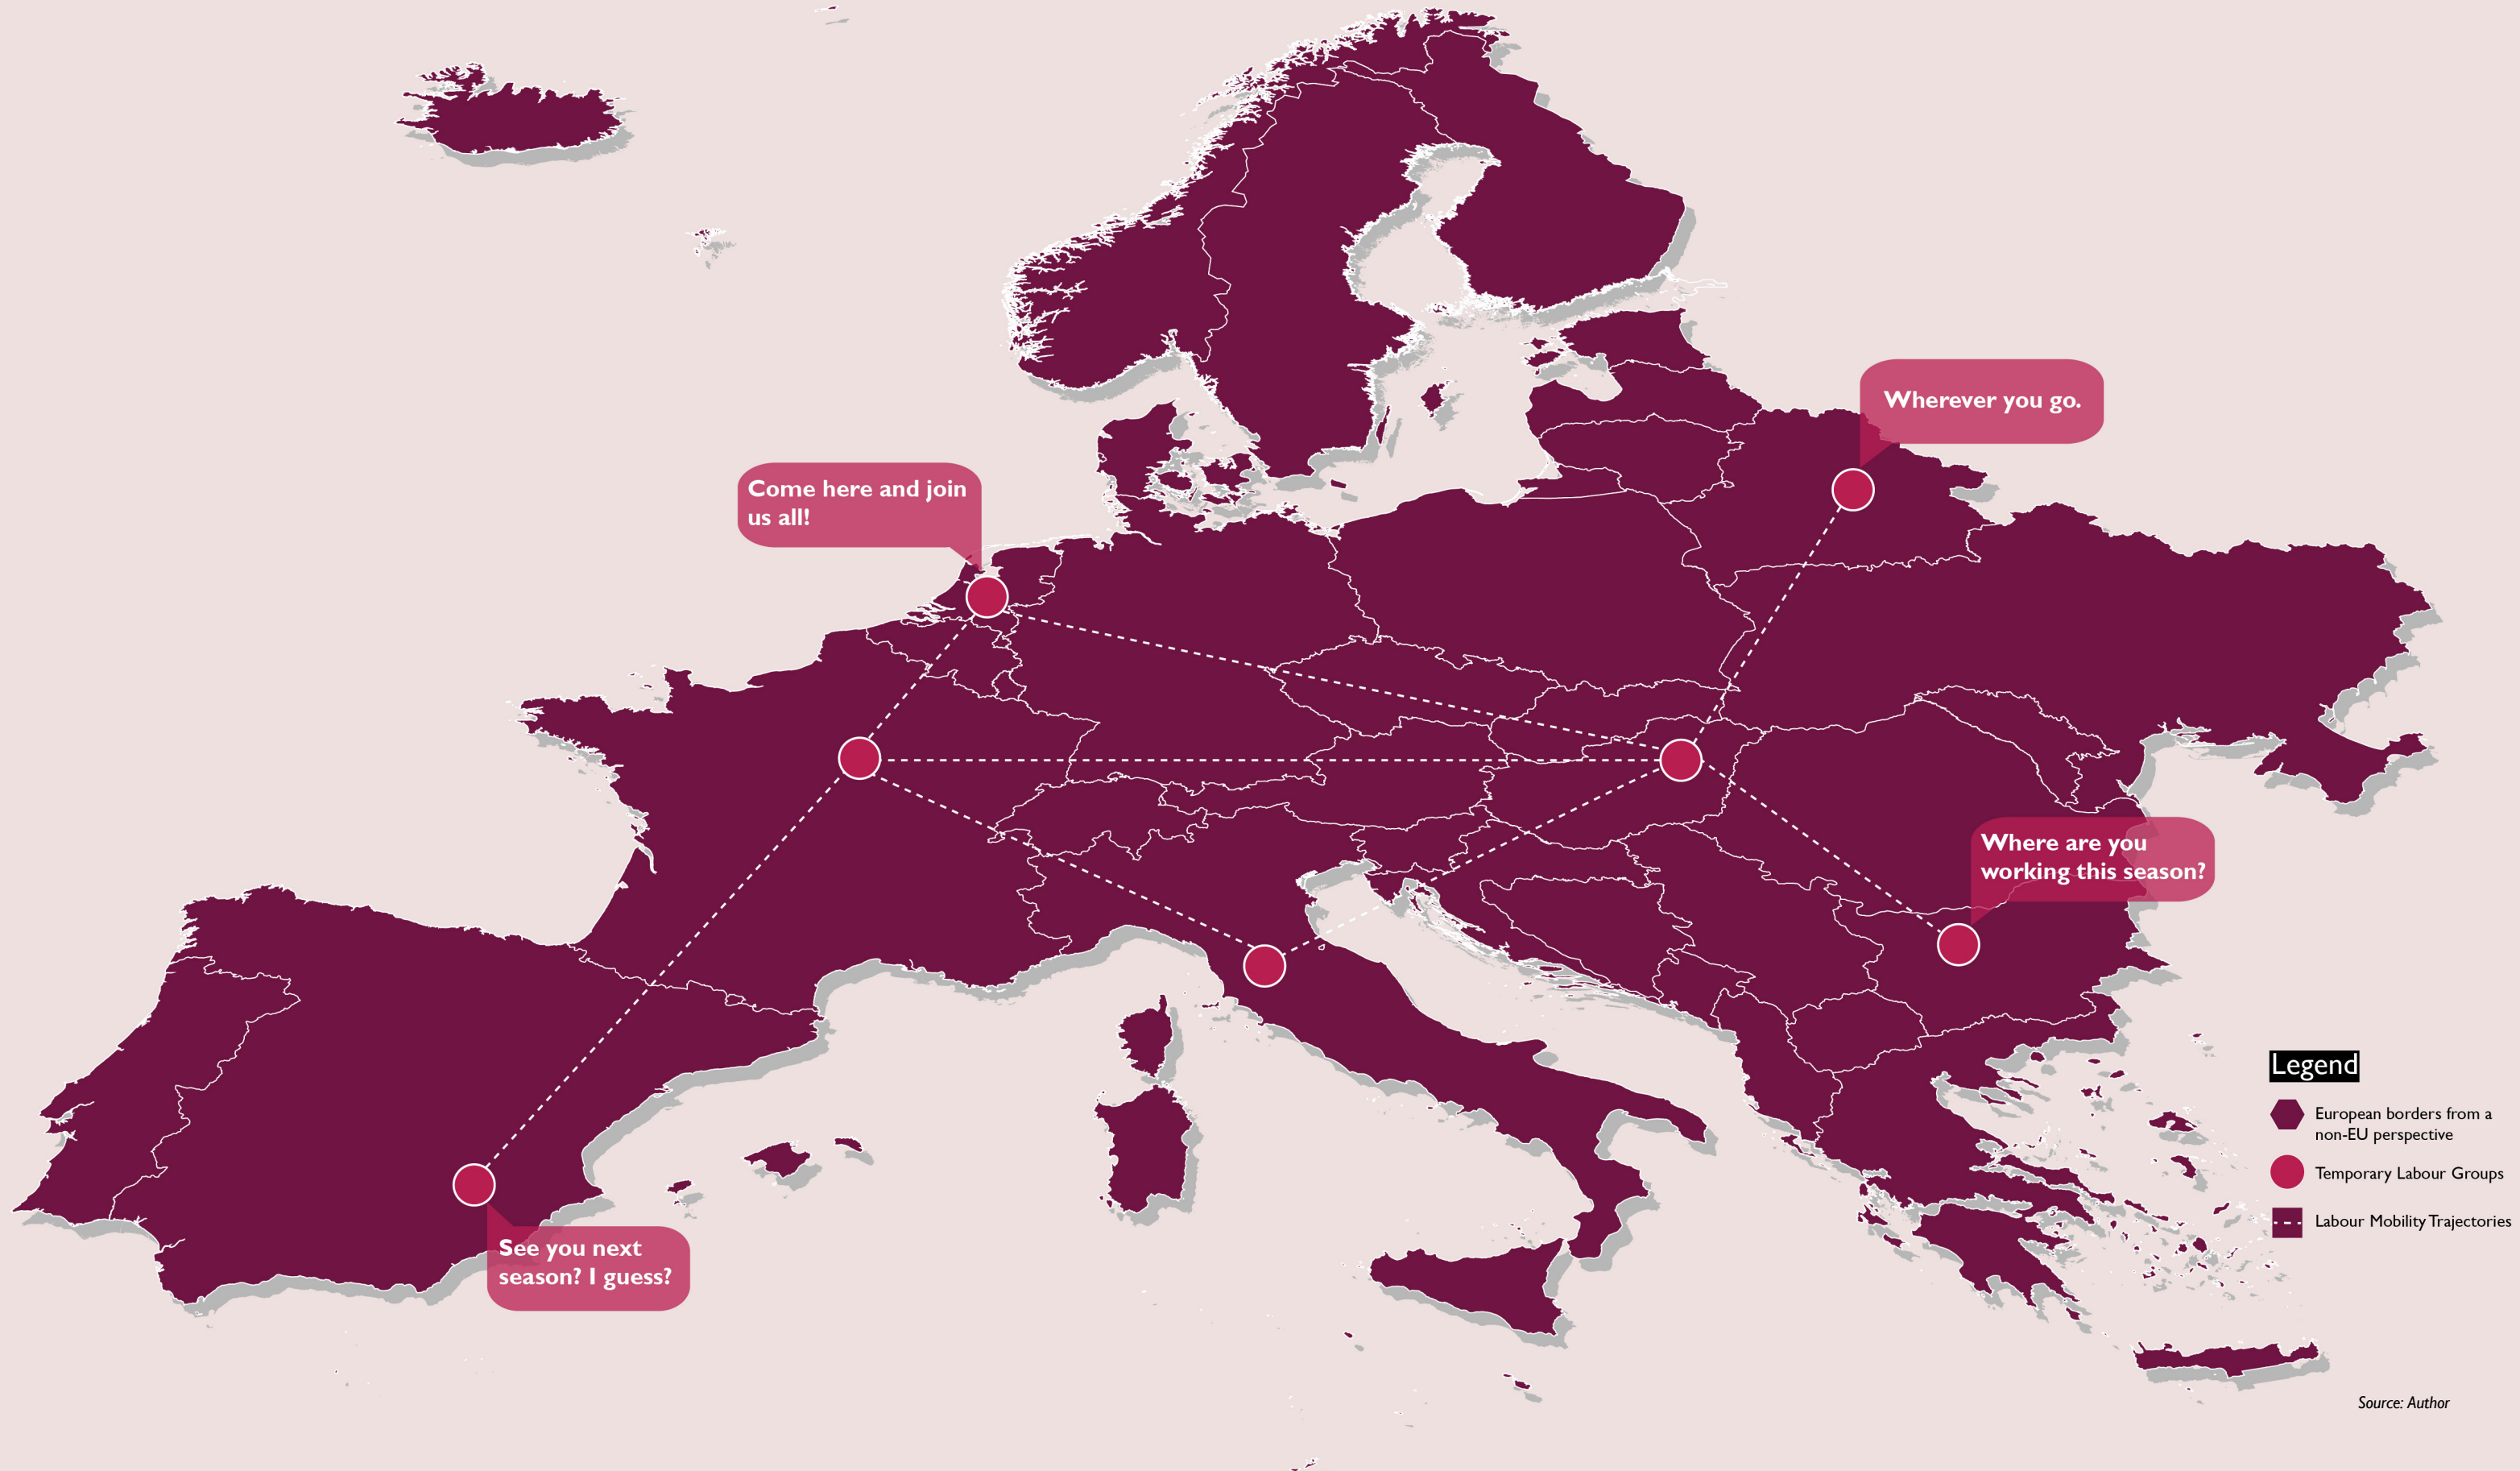 Wherever you go.
Come here and join
us all!
Where are you
working this season?
See you next
season? I guess?
Legend
European borders from a
non-EU perspective
Temporary Labour Groups
Labour Mobility Trajectories
Source: Author